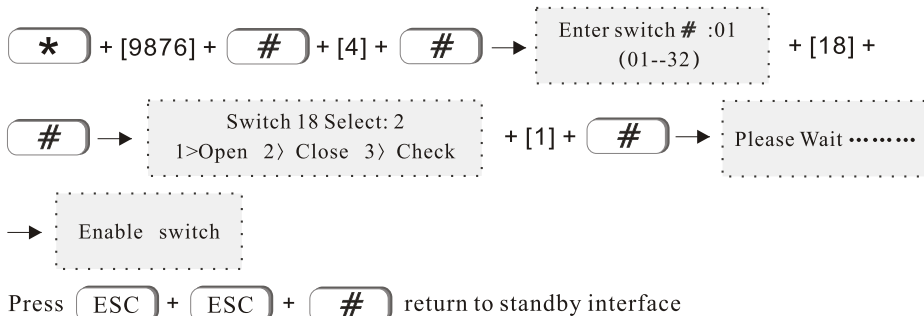 * + [9876] + # + [4] + # → Enter switch # :01
(01--32) + [18] +
# → Switch 18 Select: 2
1>Open 2〉 Close 3〉 Check + [1] + # → Please Wait ………
→ Enable switch
Press ESC + ESC + # return to standby interface